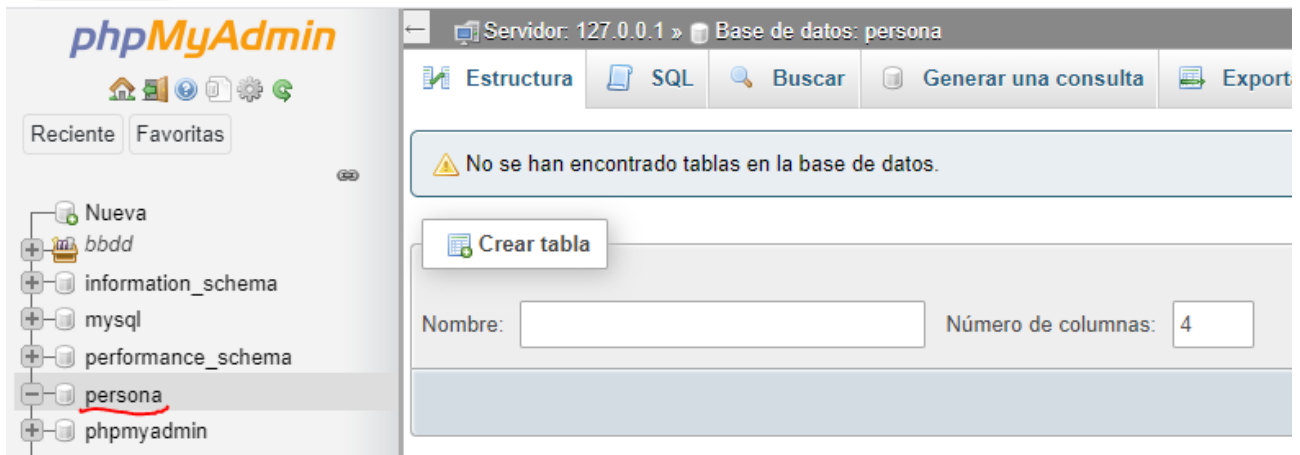 phpMyAdmin
Reciente Favoritas
Nueva
bbdd
information_schema
mysql
performance_schema
persona
phpmyadmin
Servidor: 127.0.0.1 » Base de datos: persona
Estructura SQL Buscar Generar una consulta Export
No se han encontrado tablas en la base de datos.
Crear tabla
Nombre: Número de columnas: 4